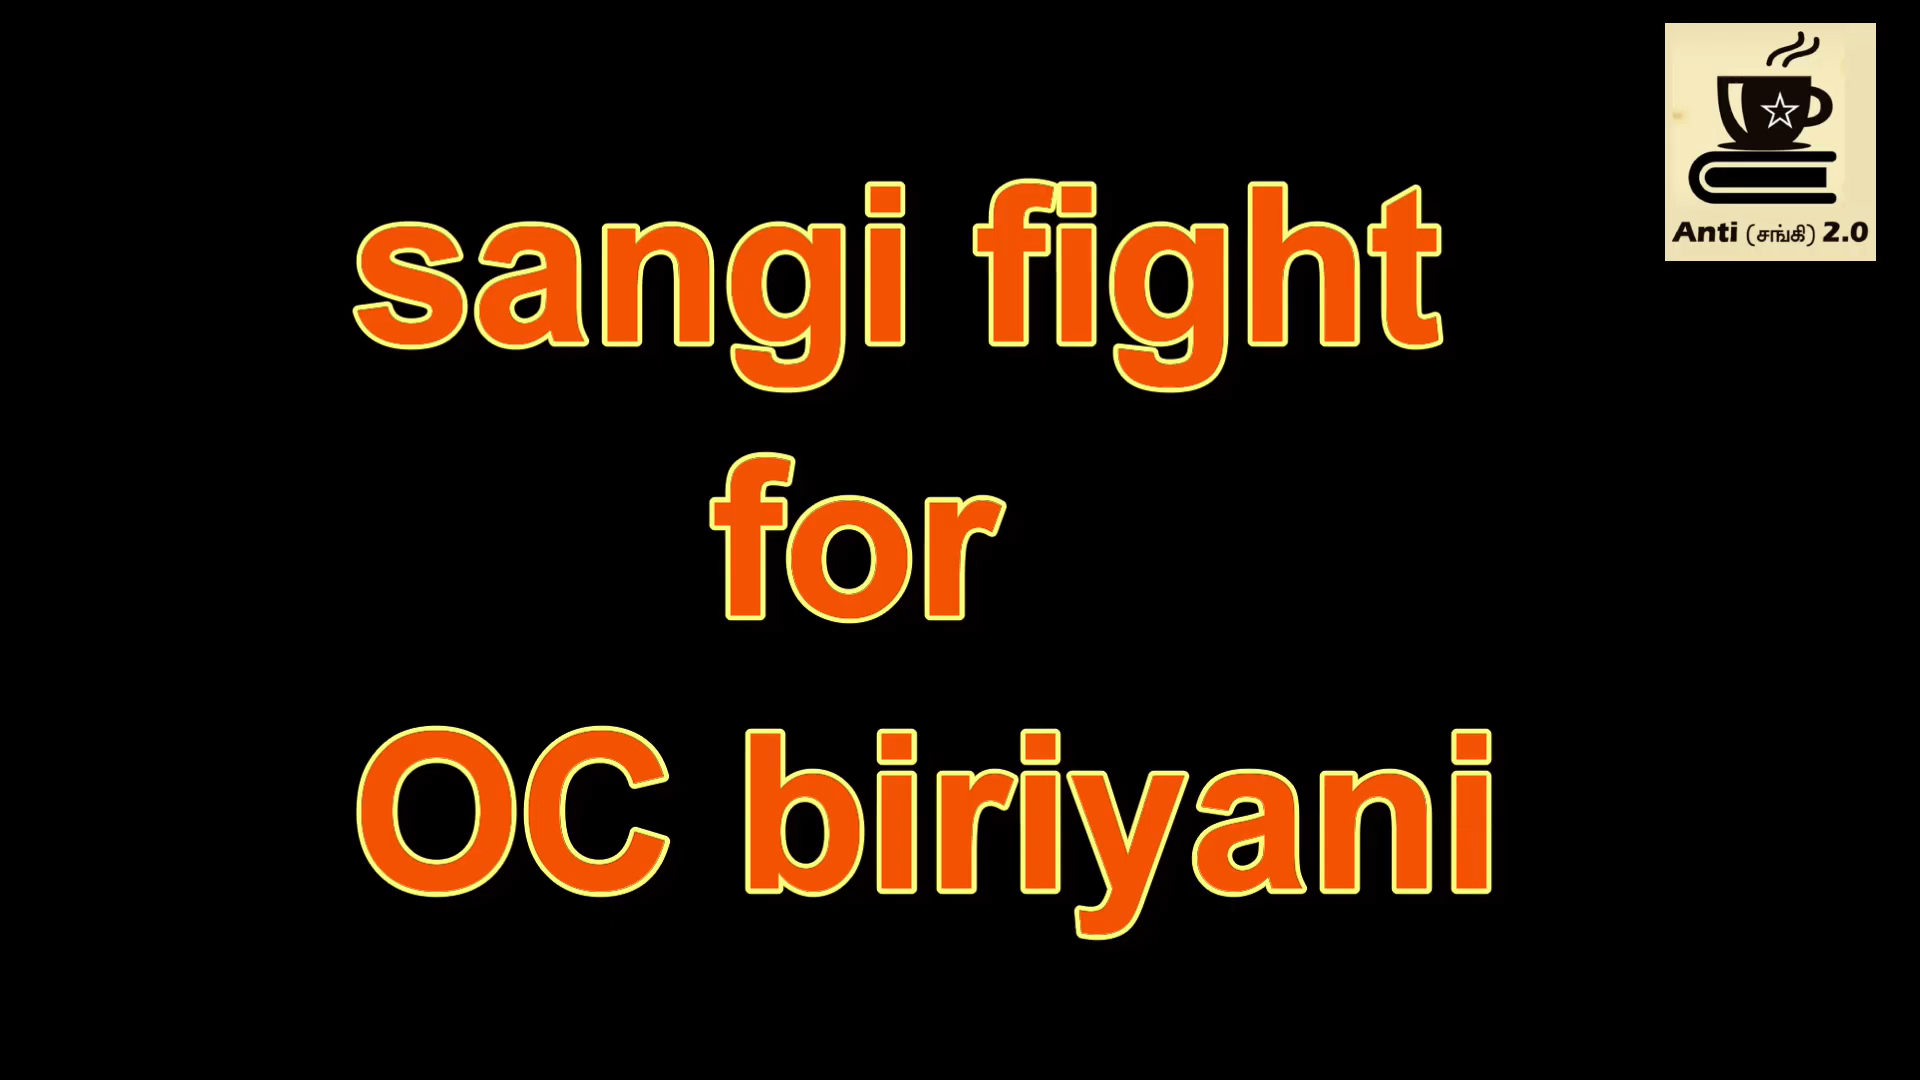 sangi fight
for
OC biriyani
Anti (சங்கி) 2.0